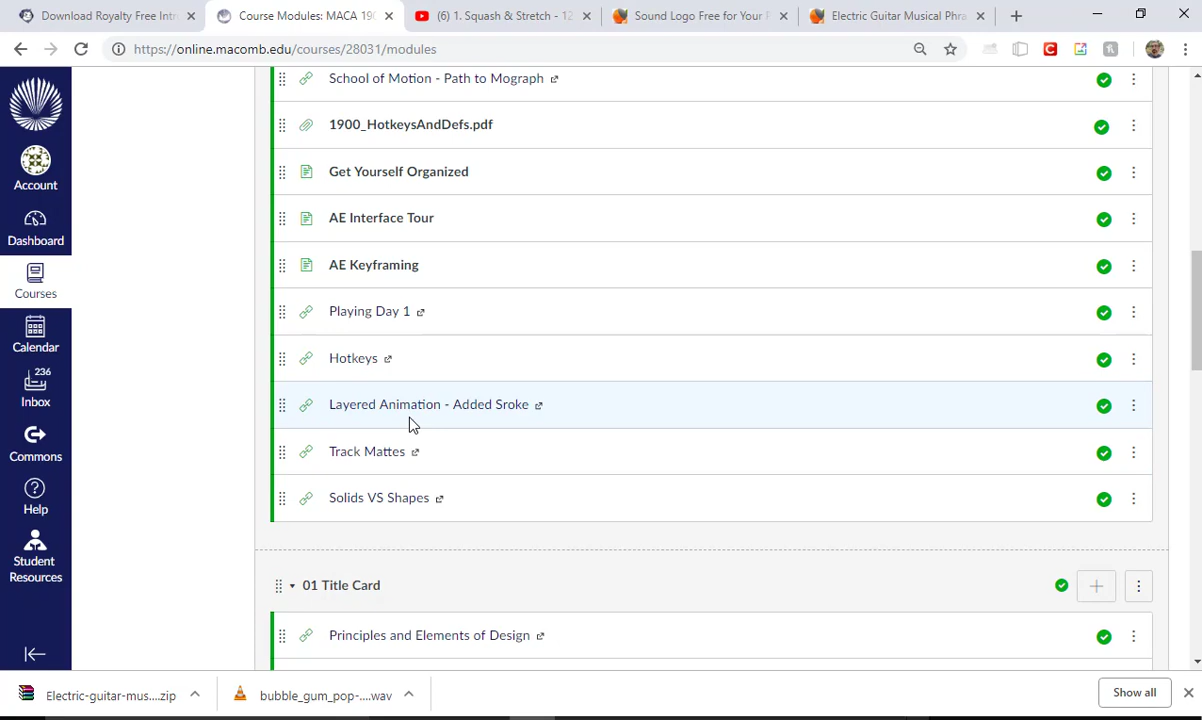 Download Royalty Free Intr
Course Modules: MACA 190
(6) 1. Squash & Stretch - 12
Sound Logo Free for Your P
Electric Guitar Musical Phra
https://online.macomb.edu/courses/28031/modules
School of Motion - Path to Mograph
1900_HotkeysAndDefs.pdf
Get Yourself Organized
AE Interface Tour
AE Keyframing
Playing Day 1
Hotkeys
Layered Animation - Added Sroke
Track Mattes
Solids VS Shapes
01 Title Card
Principles and Elements of Design
Account
Dashboard
Courses
Calendar
236
Inbox
Commons
Help
Student
Resources
Electric-guitar-mus....zip
bubble_gum_pop-....wav
Show all